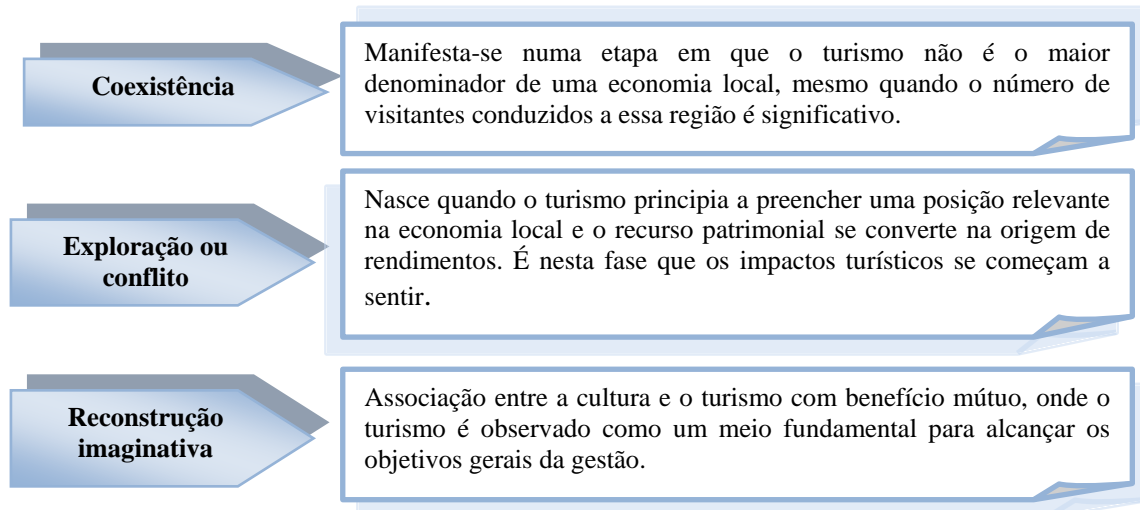 Coexistência
Manifesta-se numa etapa em que o turismo não é o maior
denominador de uma economia local, mesmo quando o número de
visitantes conduzidos a essa região é significativo.
Exploração ou
conflito
Nasce quando o turismo principia a preencher uma posição relevante
na economia local e o recurso patrimonial se converte na origem de
rendimentos. É nesta fase que os impactos turísticos se começam a
sentir.
Reconstrução
imaginativa
Associação entre a cultura e o turismo com benefício mútuo, onde o
turismo é observado como um meio fundamental para alcançar os
objetivos gerais da gestão.